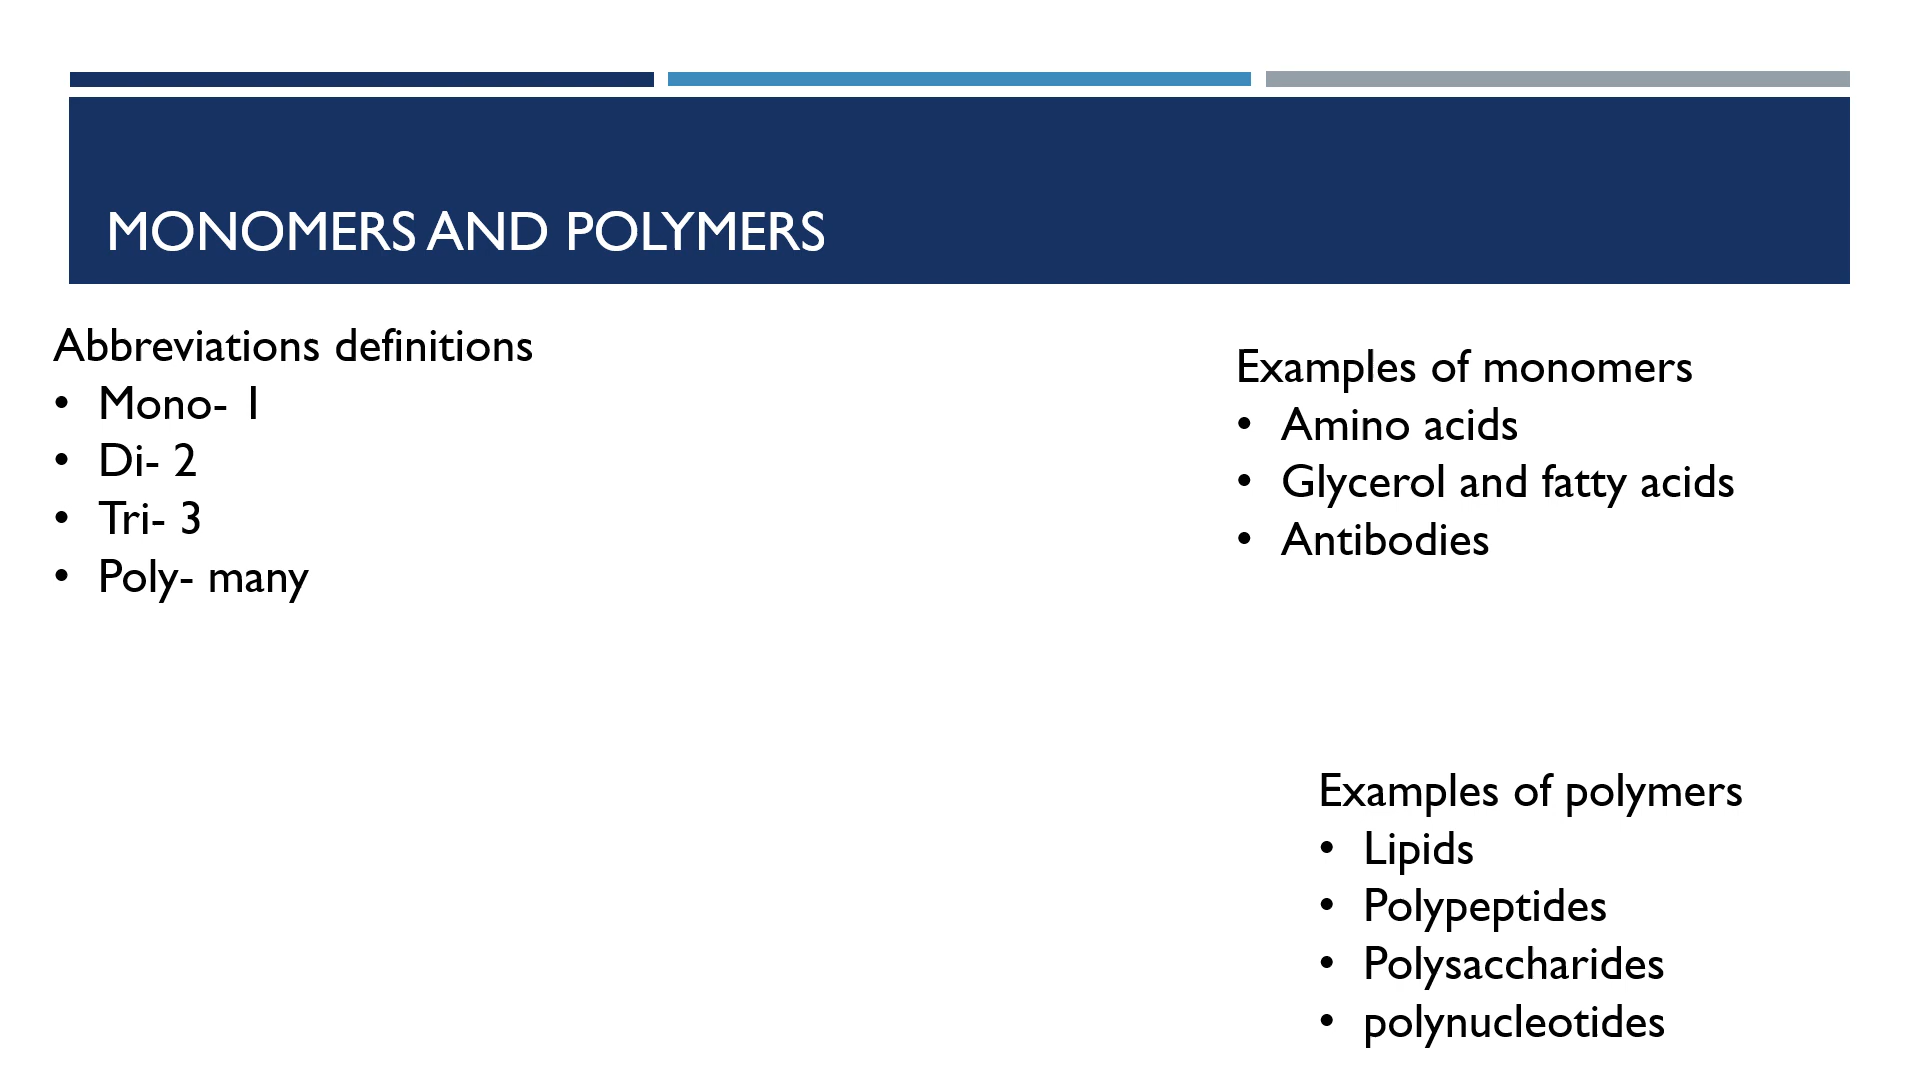 MONOMERS AND POLYMERS
Abbreviations definitions
• Mono- 1
• Di- 2
• Tri- 3
• Poly- many
Examples of monomers
• Amino acids
• Glycerol and fatty acids
• Antibodies
Examples of polymers
• Lipids
• Polypeptides
• Polysaccharides
• polynucleotides